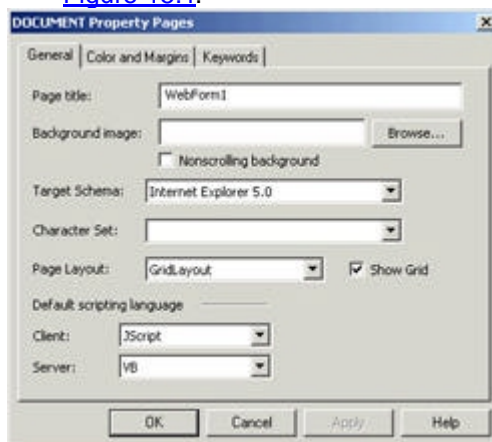 Figure 15.1.
DOCUMENT Property Pages
General Color and Margins Keywords
Page title: WebForm1
Background image: Browse...
Nonscrolling background
Target Schema: Internet Explorer 5.0
Character Set:
Page Layout: GridLayout Show Grid
Default scripting language
Client: JScript
Server: VB
OK Cancel Apply Help